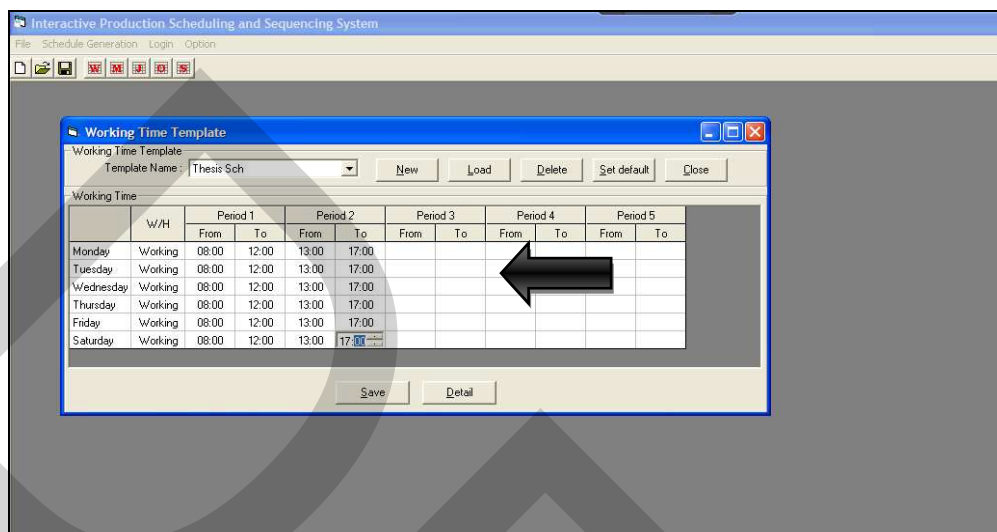 Interactive Production Scheduling and Sequencing System
File Schedule Generation Login Option
W M J O S
Working Time Template
Working Time Template
Template Name : Thesis Sch New Load Delete Set default Close
Working Time
W/H Period 1 Period 2 Period 3 Period 4 Period 5
From To From To From To From To From To
Monday Working 08:00 12:00 13:00 17:00
Tuesday Working 08:00 12:00 13:00 17:00
Wednesday Working 08:00 12:00 13:00 17:00
Thursday Working 08:00 12:00 13:00 17:00
Friday Working 08:00 12:00 13:00 17:00
Saturday Working 08:00 12:00 13:00 17:00
Save Detail